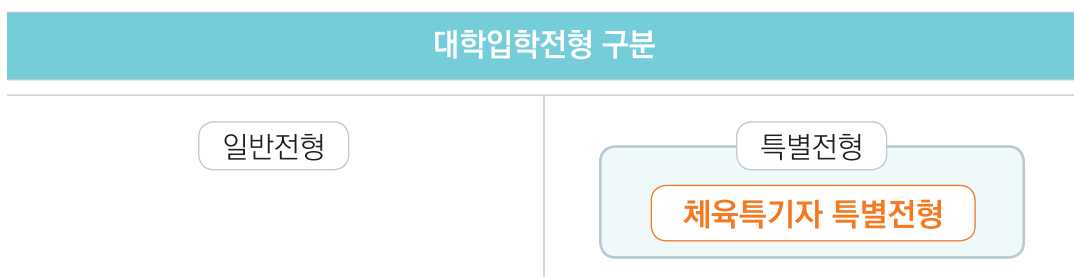 대학입학전형 구분
일반전형
특별전형
체육특기자 특별전형